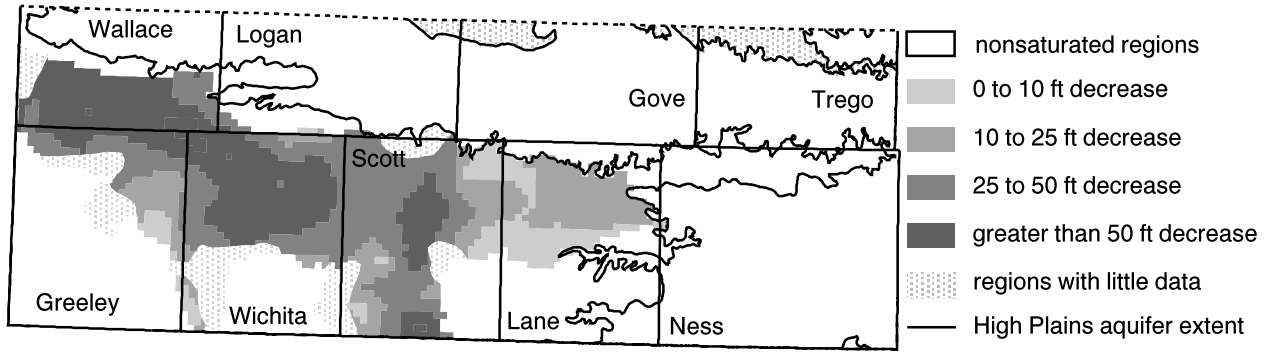 Wallace
Logan
Gove
Trego
Scott
Greeley
Wichita
Lane
Ness
nonsaturated regions
0 to 10 ft decrease
10 to 25 ft decrease
25 to 50 ft decrease
greater than 50 ft decrease
regions with little data
High Plains aquifer extent